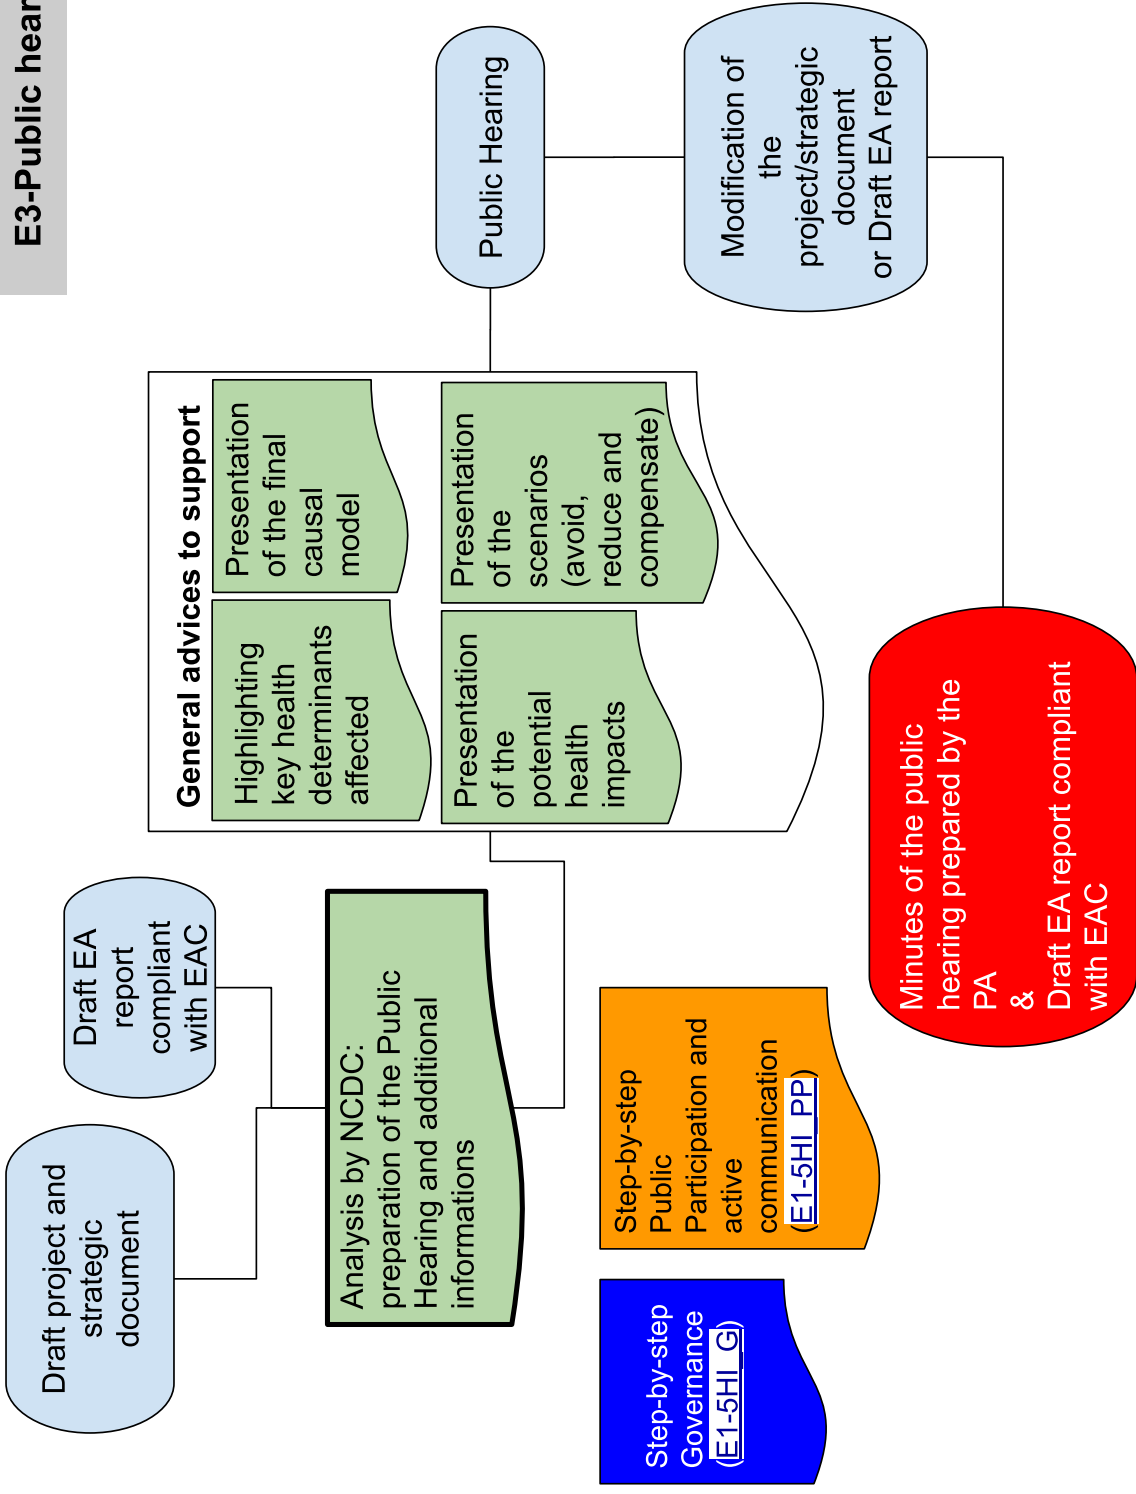 E3-Public hear
Draft project and
strategic
document
Draft EA
report
compliant
with EAC
Analysis by NCDC:
preparation of the Public
Hearing and additional
informations
General advices to support
Highlighting
key health
determinants
affected
Presentation
of the final
causal
model
Presentation
of the
potential
health
impacts
Presentation
of the
scenarios
(avoid,
reduce and
compensate)
Public Hearing
Modification of
the
project/strategic
document
or Draft EA report
Step-by-step
Governance
(E1-5HI_G)
Step-by-step
Public
Participation and
active
communication
(E1-5HI_PP)
Minutes of the public
hearing prepared by the
PA
&
Draft EA report compliant
with EAC